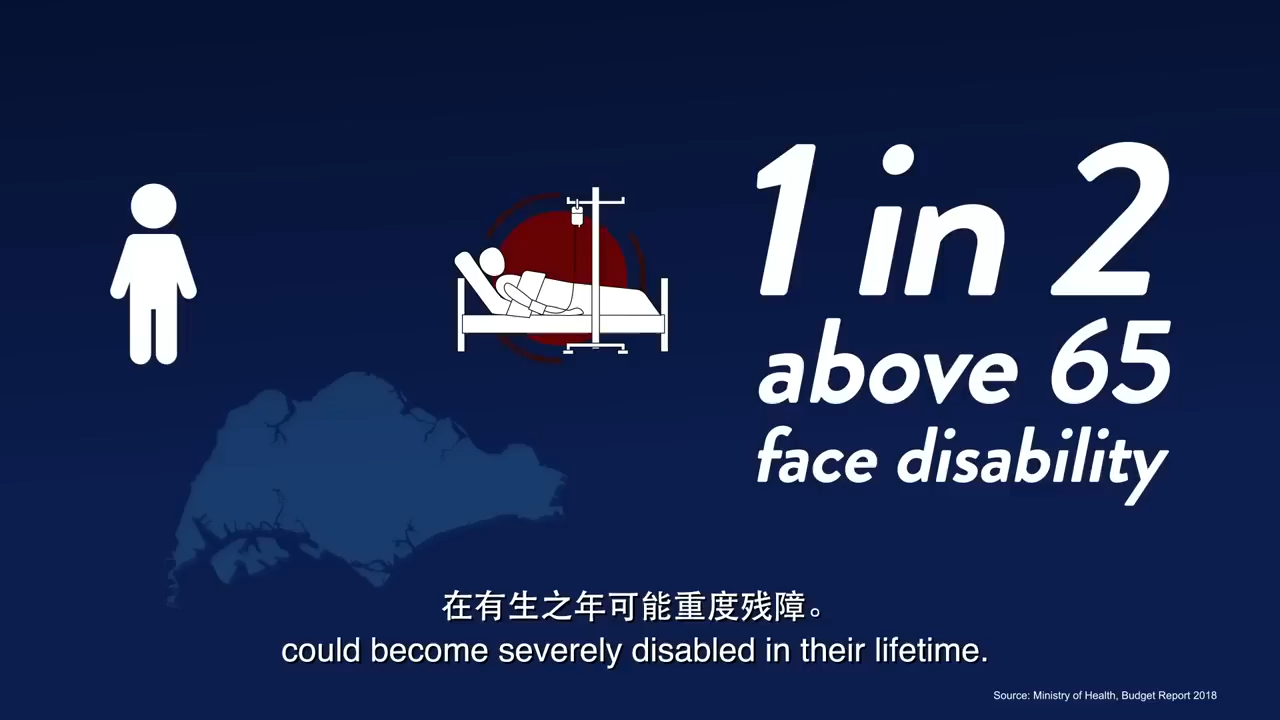 1 in 2
above 65
face disability
在有生之年可能重度残障。
could become severely disabled in their lifetime.
Source: Ministry of Health, Budget Report 2018